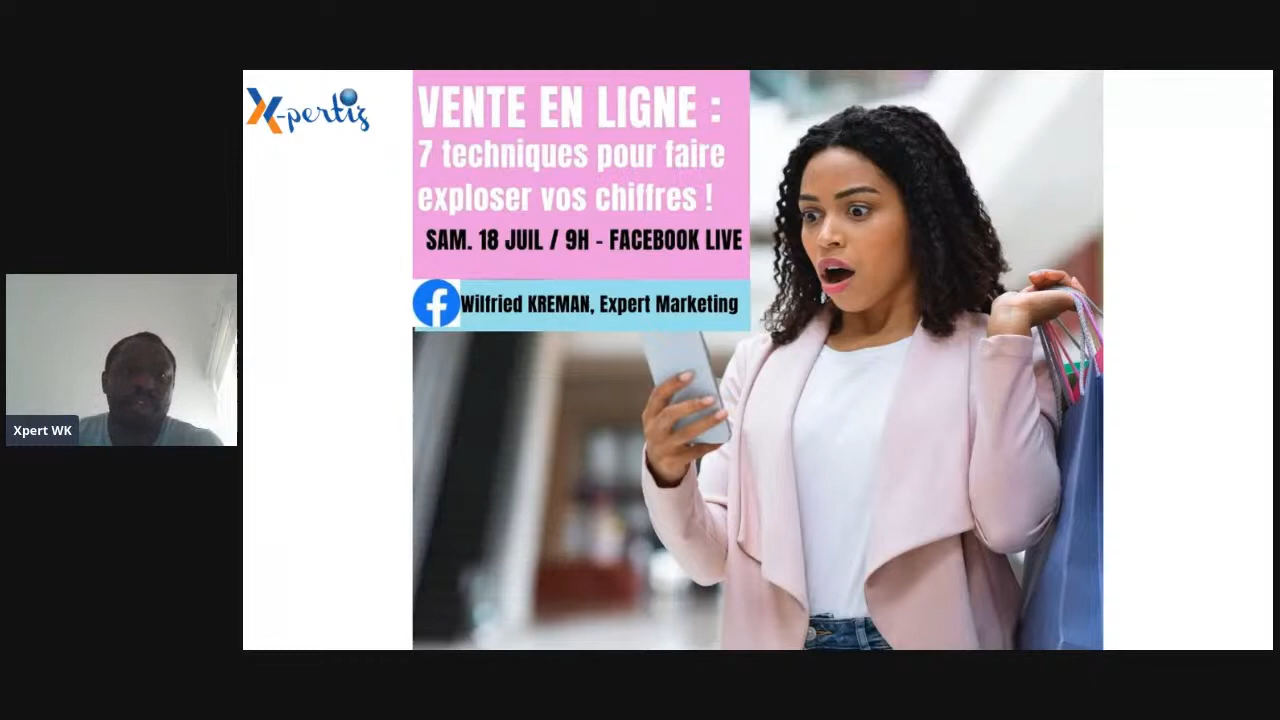 X-pertiz
VENTE EN LIGNE :
7 techniques pour faire
exploser vos chiffres !
SAM. 18 JUIL / 9H - FACEBOOK LIVE
Wilfried KREMAN, Expert Marketing
Xpert WK